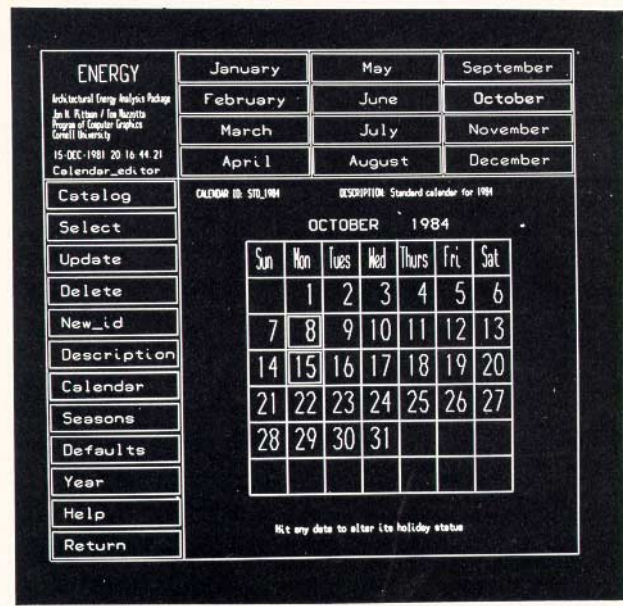 ENERGY
Architectural Energy Analysis Package
Jon H. Pittman / Tom Mazzotta
Program of Computer Graphics
Cornell University
15-DEC-1981 20:16:44.21
Calendar_editor
January May September
February June October
March July November
April August December
Catalog
Select
Update
Delete
New_id
Description
Calendar
Seasons
Defaults
Year
Help
Return
CALENDAR ID: STD_1984 DESCRIPTION: Standard calendar for 1984
OCTOBER 1984
Sun Mon Tues Wed Thurs Fri Sat
1 2 3 4 5 6
7 8 9 10 11 12 13
14 15 16 17 18 19 20
21 22 23 24 25 26 27
28 29 30 31
Hit any date to alter its holiday status